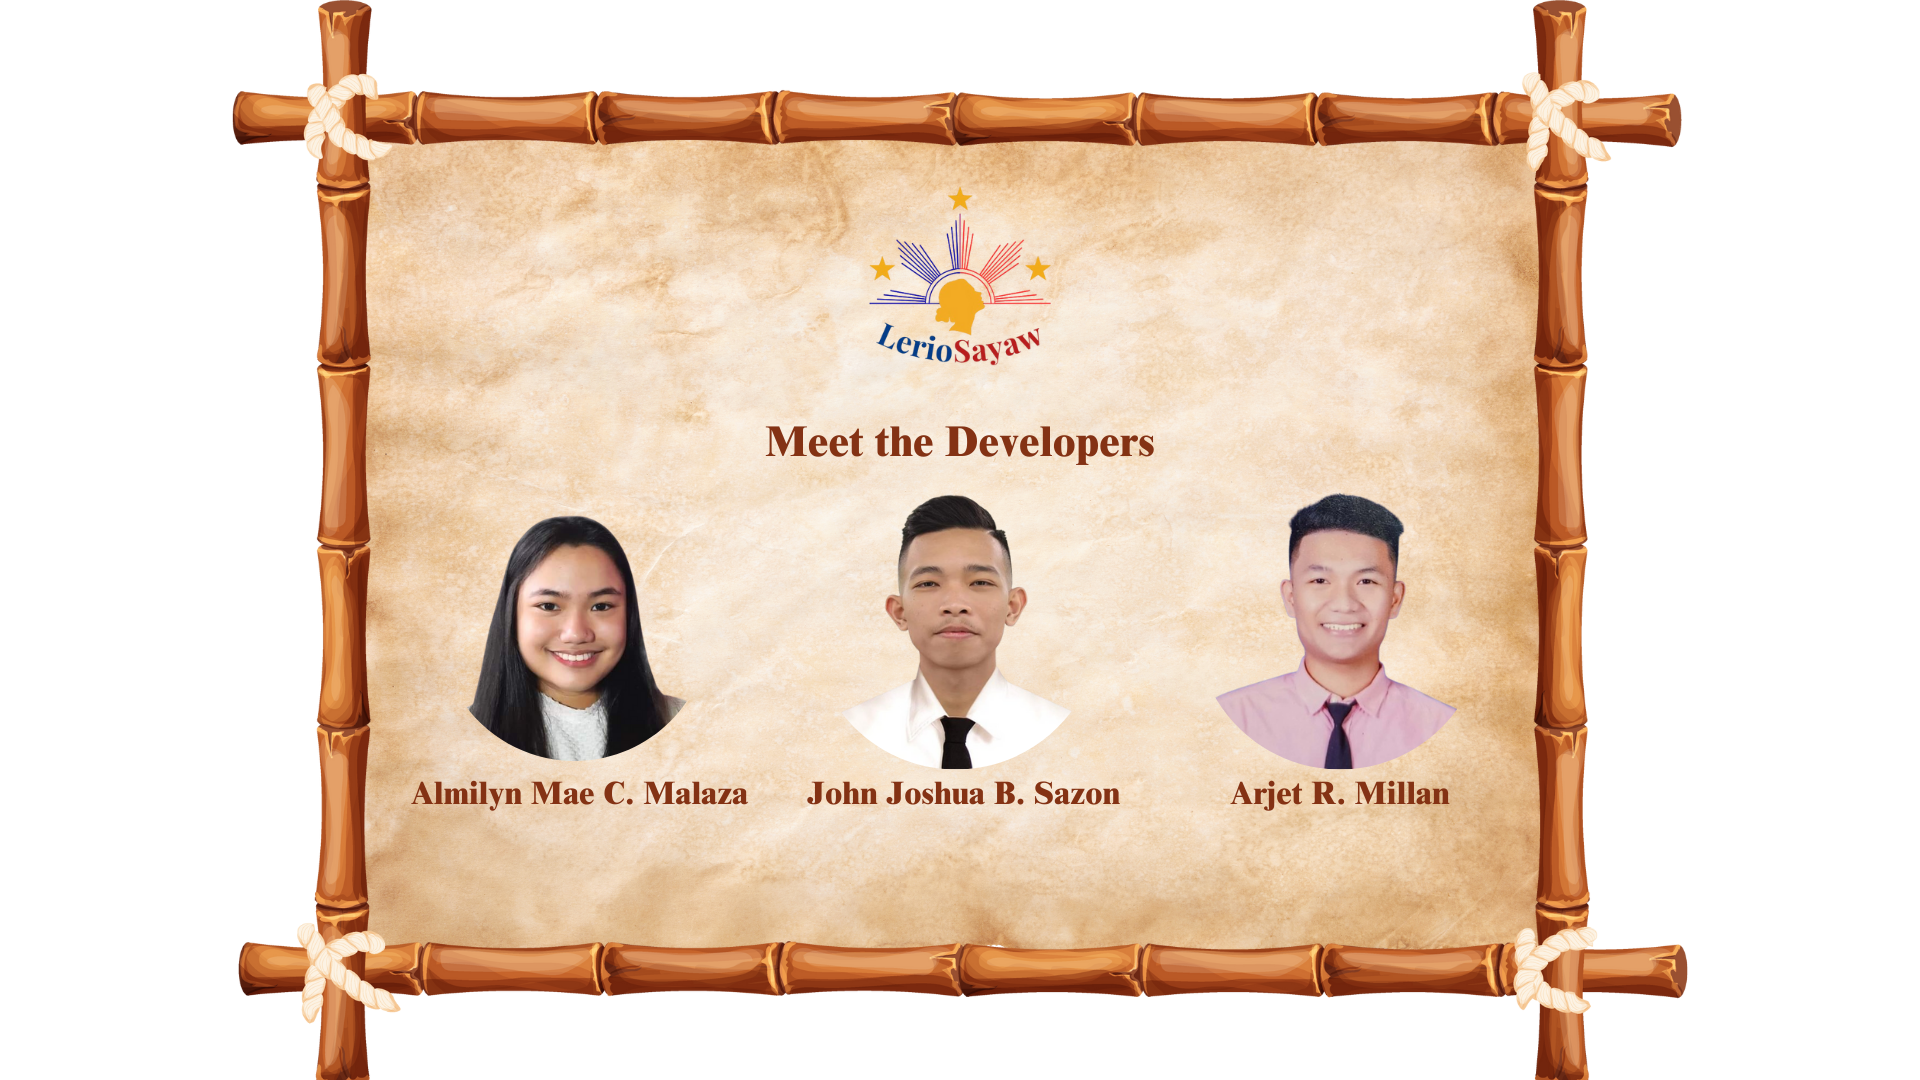 LerioSayaw
Meet the Developers
Almilyn Mae C. Malaza
John Joshua B. Sazon
Arjet R. Millan